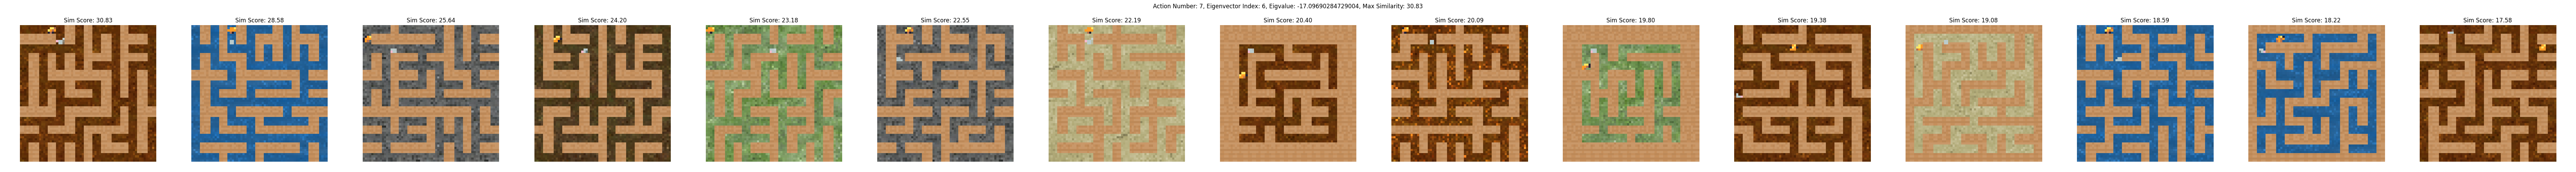 Action Number: 7, Eigenvector Index: 6, Eigvalue: -17.09690284729004, Max Similarity: 30.83
Sim Score: 30.83
Sim Score: 28.58
Sim Score: 25.64
Sim Score: 24.20
Sim Score: 23.18
Sim Score: 22.55
Sim Score: 22.19
Sim Score: 20.40
Sim Score: 20.09
Sim Score: 19.80
Sim Score: 19.38
Sim Score: 19.08
Sim Score: 18.59
Sim Score: 18.22
Sim Score: 17.58